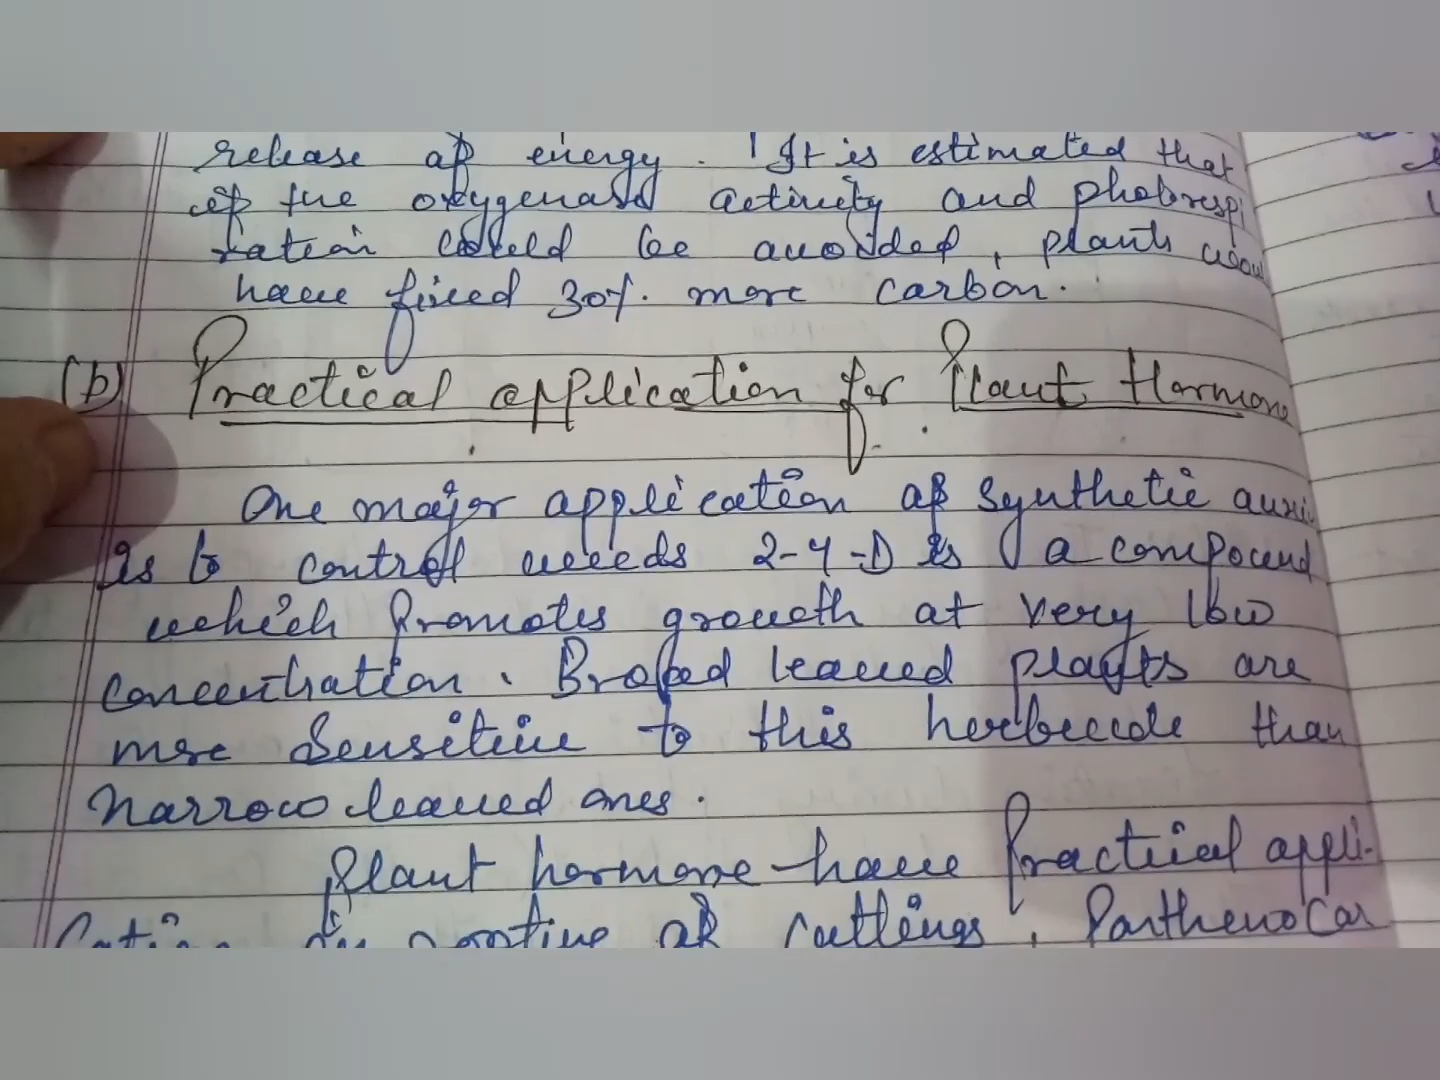 release of energy. It is estimated that
if the oxygenase activity and photorespi
ration could be avoided, plants would
have fixed 30% more carbon.
(b) Practical application for Plant Hormone
One major application of synthetic auxin
is to control weeds 2-4-D is a compound
which promotes growth at very low
concentration. Broad leaved plants are
more sensitive to this herbicide than
narrow leaved ones.
Plant hormone have practical appli-
cation in rooting of cuttings, Parthenocar